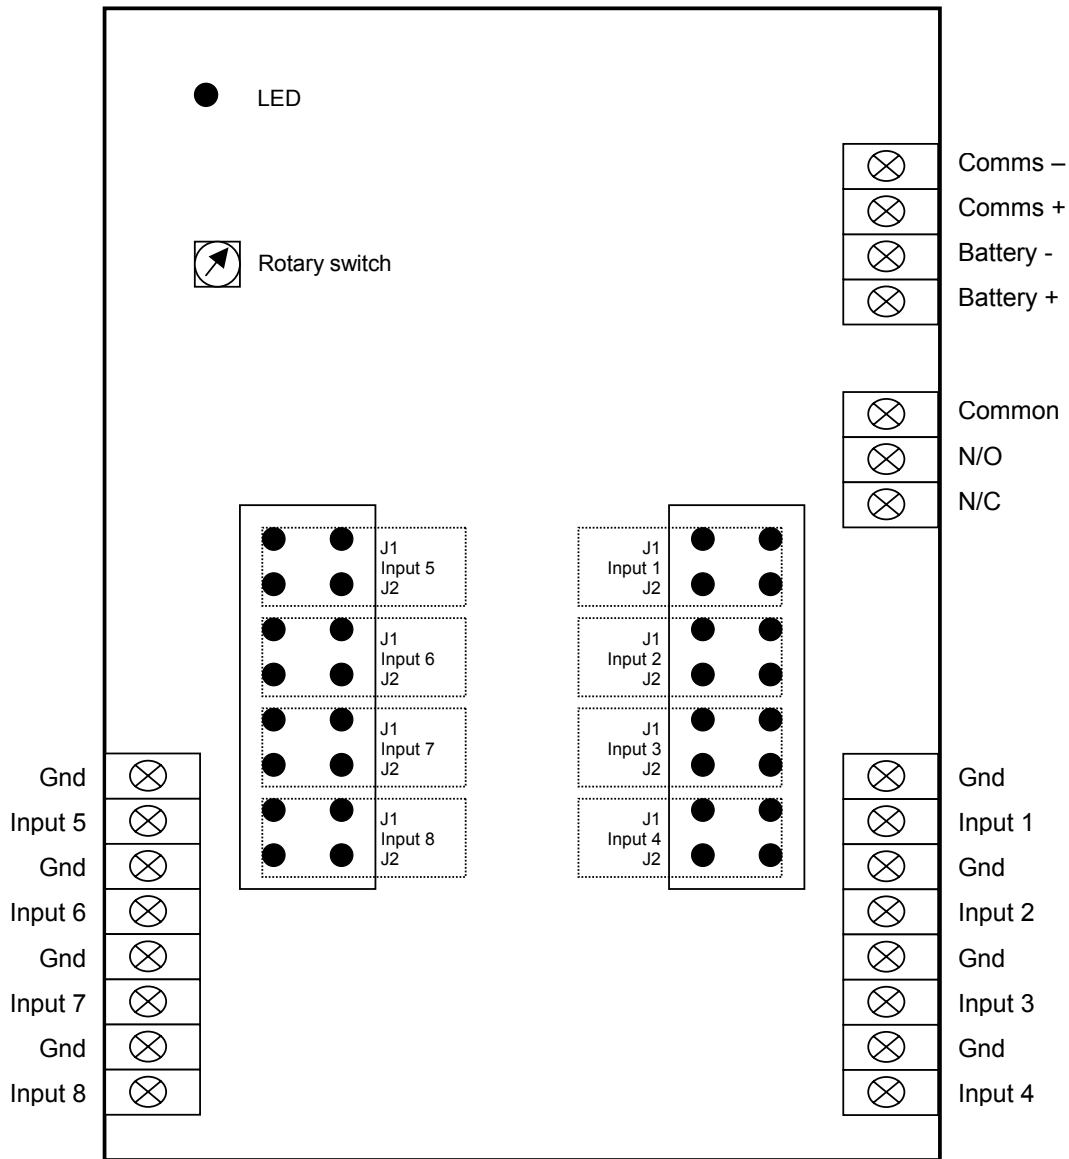 LED
Comms –
Comms +
Battery -
Battery +
Rotary switch
Common
N/O
N/C
J1
Input 5
J2
J1
Input 6
J2
J1
Input 7
J2
J1
Input 8
J2
J1
Input 1
J2
J1
Input 2
J2
J1
Input 3
J2
J1
Input 4
J2
Gnd
Input 5
Gnd
Input 6
Gnd
Input 7
Gnd
Input 8
Gnd
Input 1
Gnd
Input 2
Gnd
Input 3
Gnd
Input 4